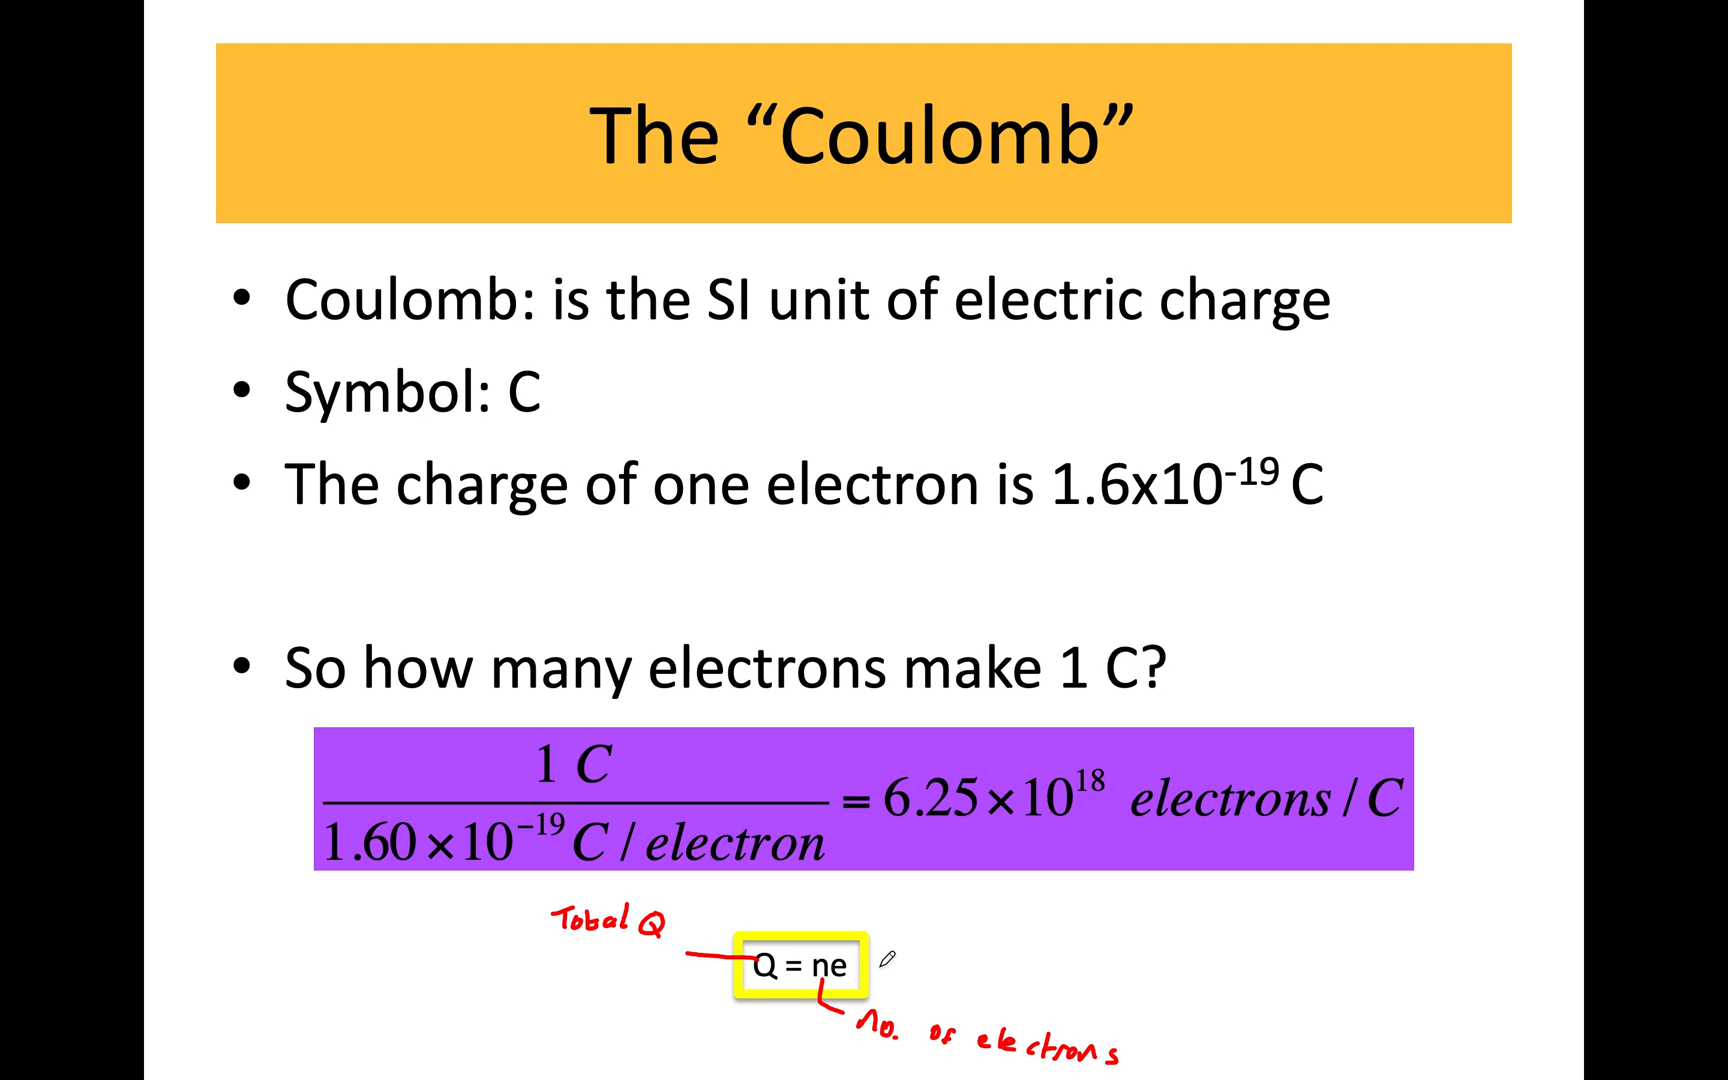 The “Coulomb”
• Coulomb: is the SI unit of electric charge
• Symbol: C
• The charge of one electron is 1.6x10⁻¹⁹ C
• So how many electrons make 1 C?
1 C
1.60×10⁻¹⁹ C / electron
= 6.25×10¹⁸ electrons / C
Total Q
Q = ne
no. of electrons